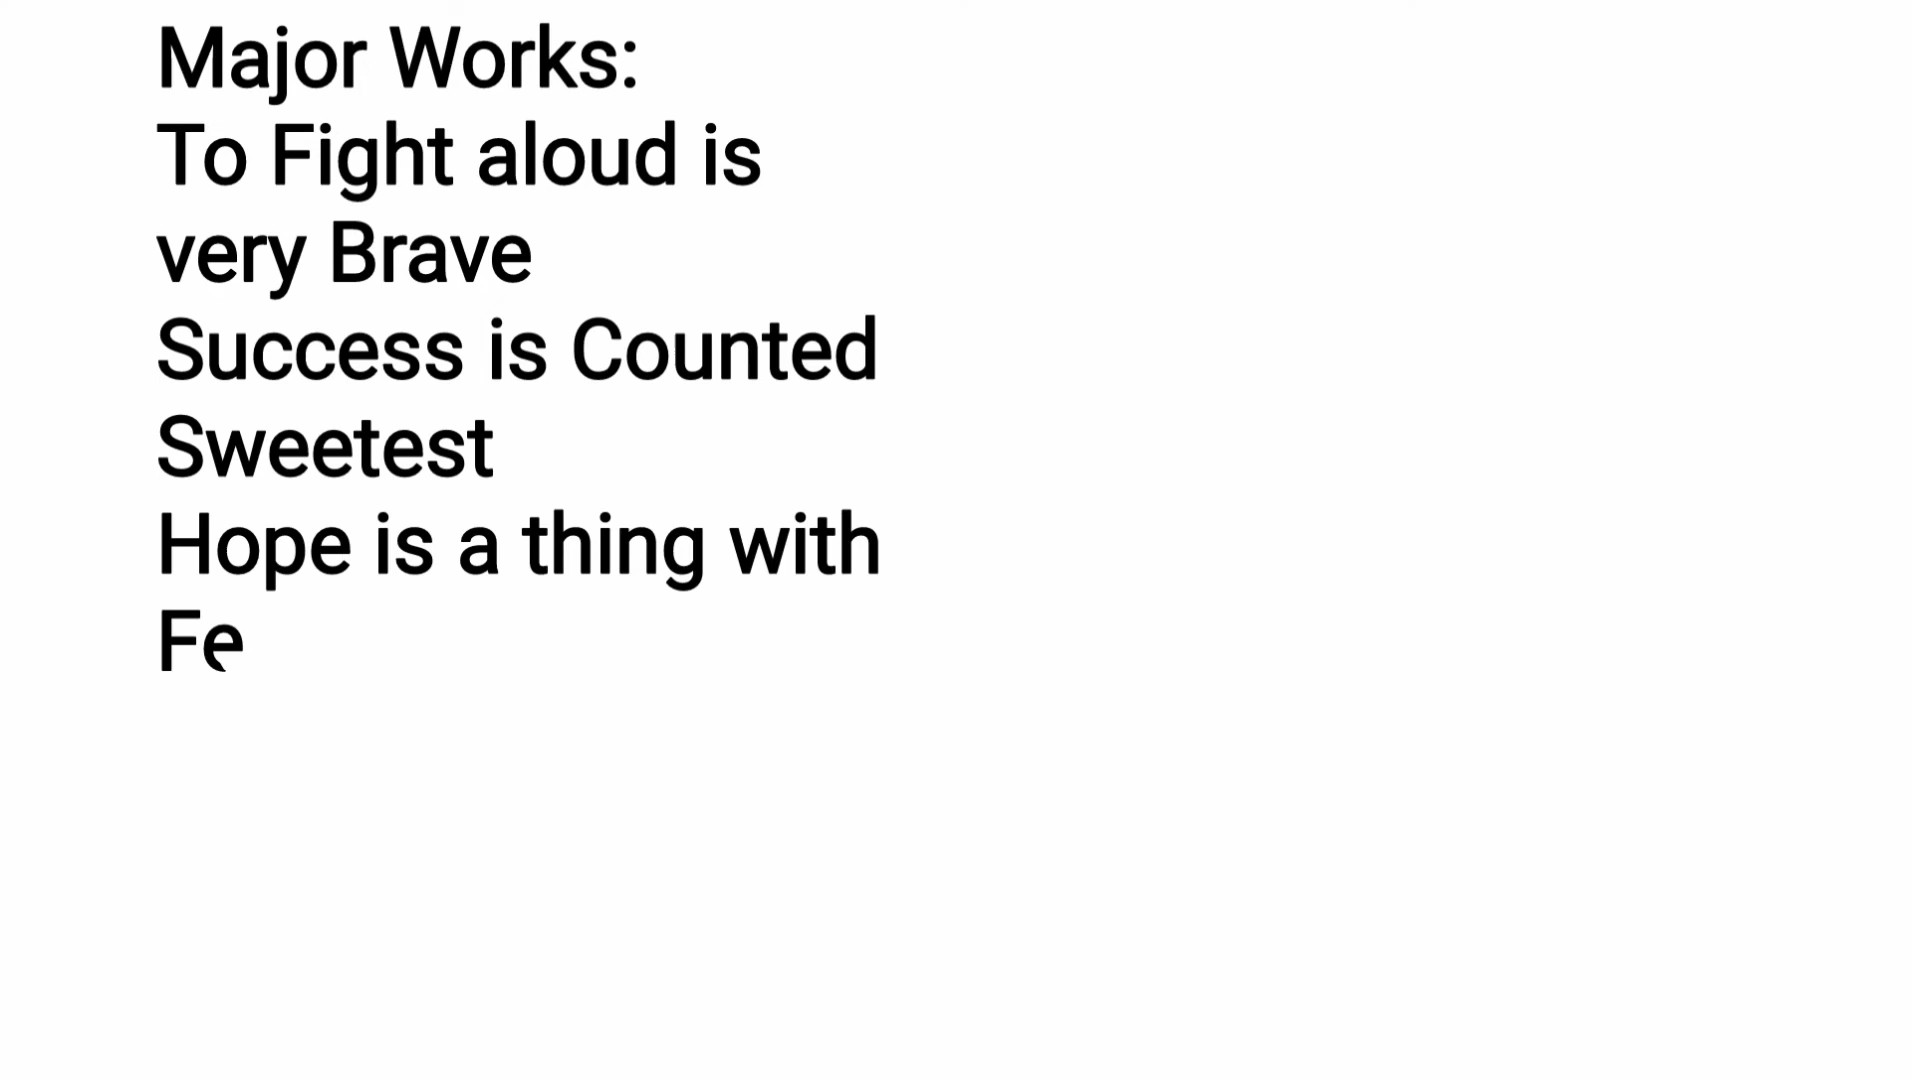 Major Works:
To Fight aloud is
very Brave
Success is Counted
Sweetest
Hope is a thing with
Fe